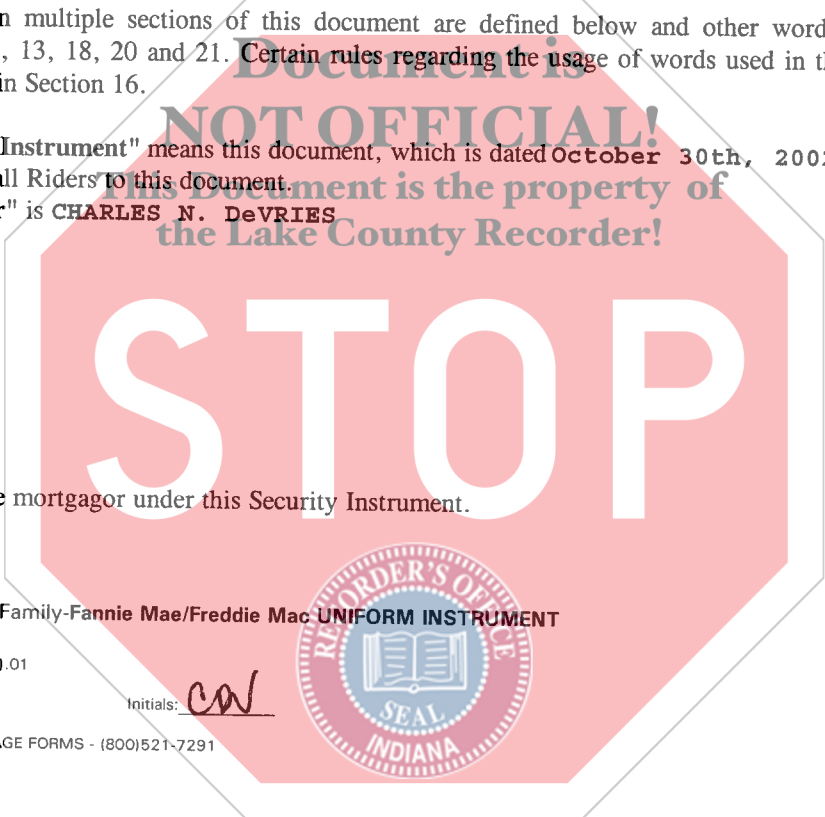 n multiple sections of this document are defined below and other word
, 13, 18, 20 and 21. Certain rules regarding the usage of words used in th
in Section 16.
Document is
NOT OFFICIAL!
This Document is the property of
the Lake County Recorder!
Instrument" means this document, which is dated October 30th, 200
all Riders to this document.
r" is CHARLES N. DeVRIES
STOP
e mortgagor under this Security Instrument.
Family-Fannie Mae/Freddie Mac UNIFORM INSTRUMENT
.01
Initials: CDV
GE FORMS - (800)521-7291
RECORDER'S OFFICE
SEAL
INDIANA